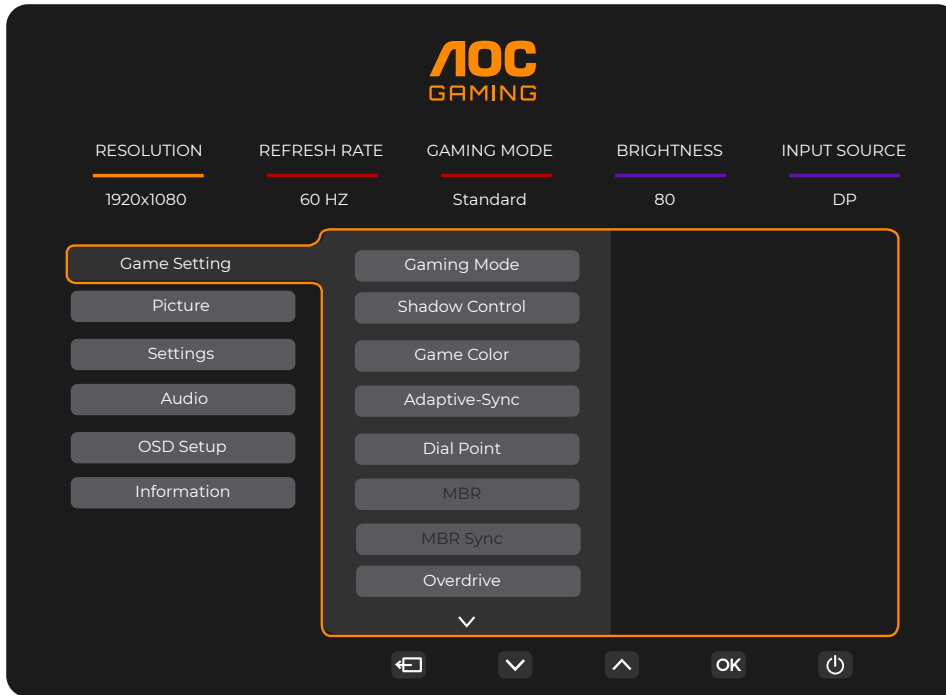 AOC
GAMING
RESOLUTION REFRESH RATE GAMING MODE BRIGHTNESS INPUT SOURCE
1920x1080 60 HZ Standard 80 DP
Game Setting
Picture
Settings
Audio
OSD Setup
Information
Gaming Mode
Shadow Control
Game Color
Adaptive-Sync
Dial Point
MBR
MBR Sync
Overdrive
OK